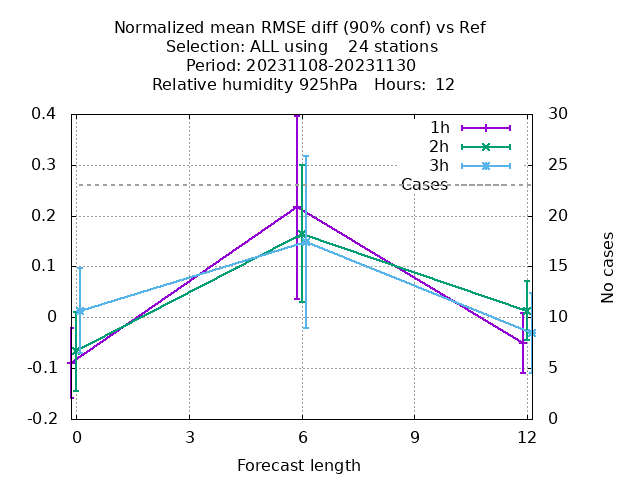 Normalized mean RMSE diff (90% conf) vs Ref
Selection: ALL using    24 stations
Period: 20231108-20231130
Relative humidity 925hPa   Hours:  12
0.4
0.3
0.2
0.1
0
-0.1
-0.2
30
25
20
15
10
5
0
1h
2h
3h
Cases
No cases
0
3
6
9
12
Forecast length